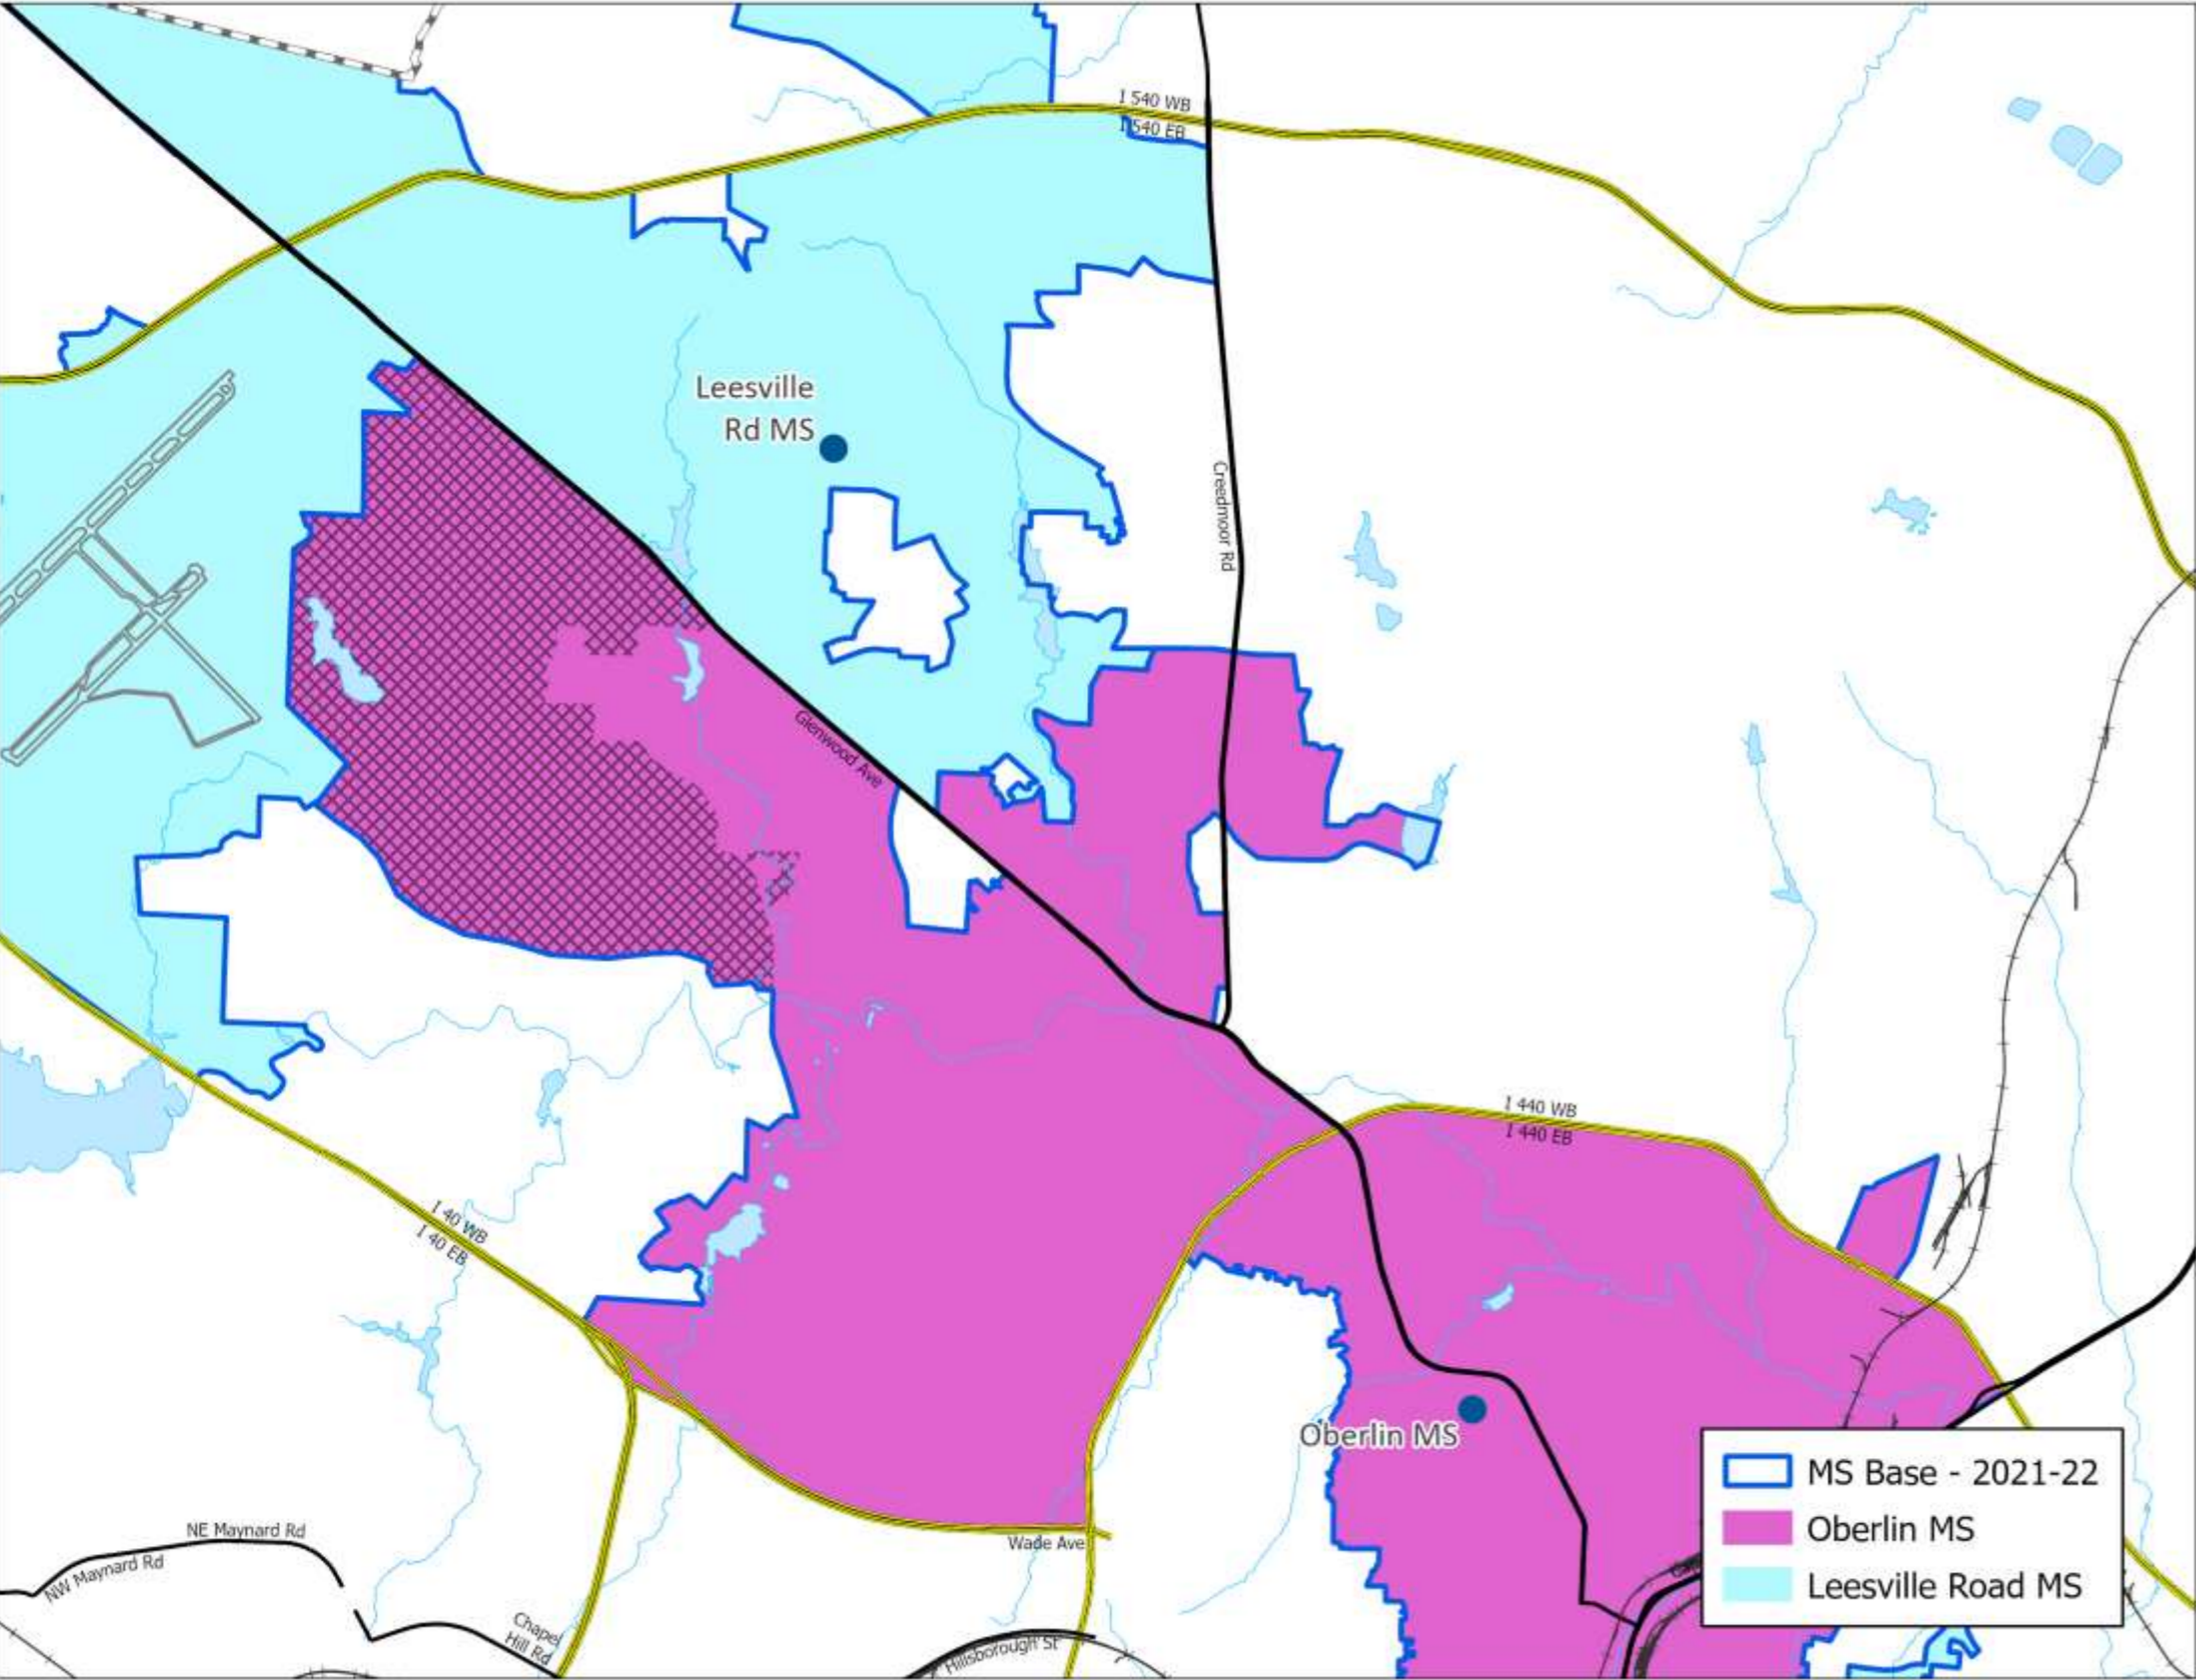 I 540 WB
I 540 EB
Leesville
Rd MS
Creedmoor Rd
Glenwood Ave
I 440 WB
I 440 EB
I 40 WB
I 40 EB
Oberlin MS
MS Base - 2021-22
Oberlin MS
Leesville Road MS
NE Maynard Rd
NW Maynard Rd
Wade Ave
Chapel
Hill Rd
Hillsborough St